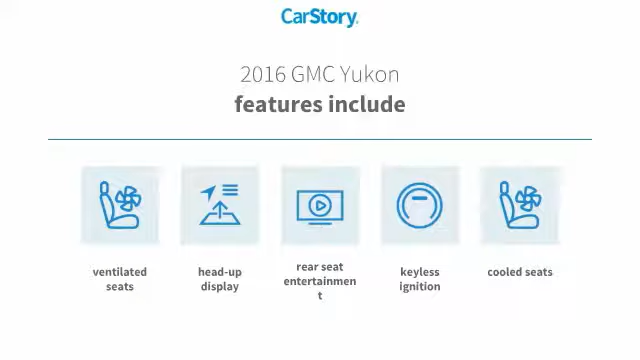 CarStory
2016 GMC Yukon
features include
ventilated
seats
head-up
display
rear seat
entertainmen
t
keyless
ignition
cooled seats